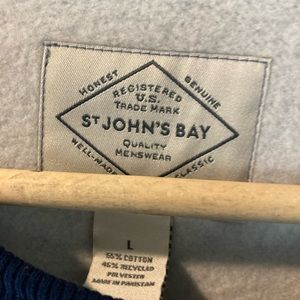 HONEST
GENUINE
REGISTERED
U.S.
TRADE MARK
ST JOHN'S BAY
QUALITY
MENSWEAR
WELL-MADE
CLASSIC
L
55% COTTON
45% RECYCLED
POLYESTER
MADE IN PAKISTAN